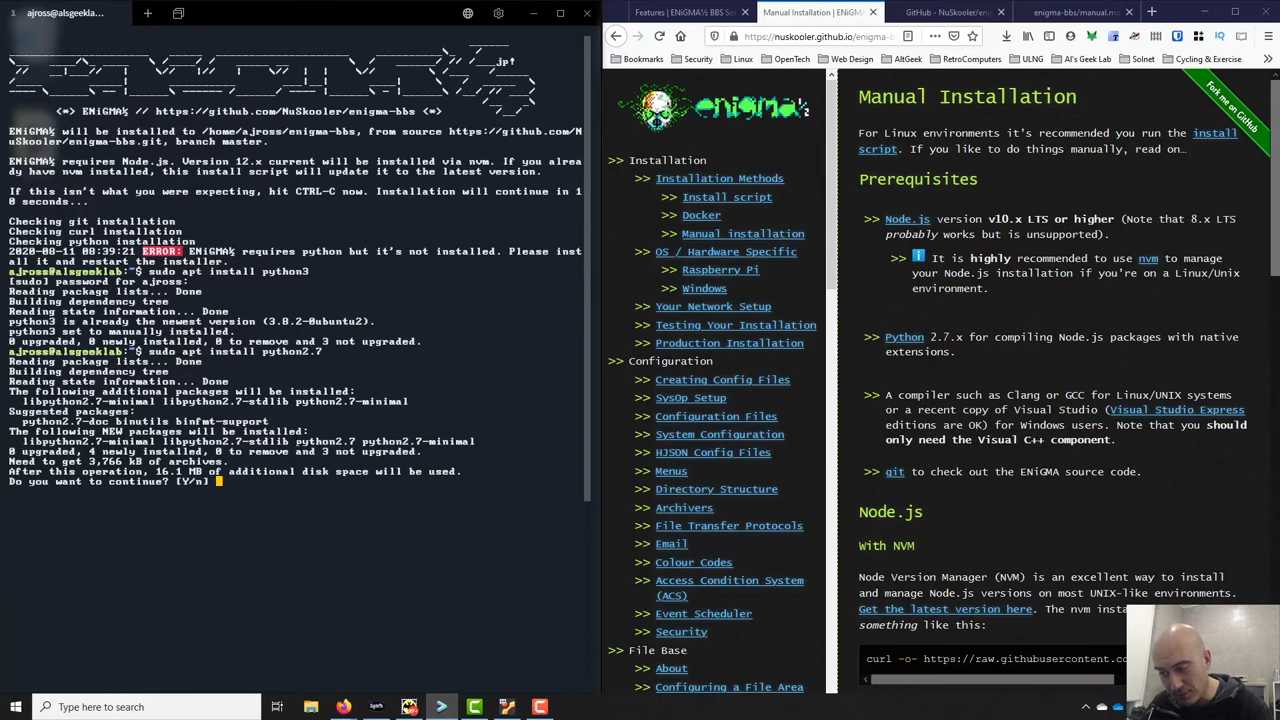 1 ajross@alsgeekla...
___jp!
<*> ENiGMA½ // https://github.com/NuSkooler/enigma-bbs <*>
ENiGMA½ will be installed to /home/ajross/enigma-bbs, from source https://github.com/N
uSkooler/enigma-bbs.git, branch master.
ENiGMA½ requires Node.js. Version 12.x current will be installed via nvm. If you alrea
dy have nvm installed, this install script will update it to the latest version.
If this isn't what you were expecting, hit CTRL-C now. Installation will continue in 1
0 seconds...
Checking git installation
Checking curl installation
Checking python installation
2020-08-11 08:39:21 ERROR: ENiGMA½ requires python but it's not installed. Please inst
all it and restart the installer.
ajross@alsgeeklab:~$ sudo apt install python3
[sudo] password for ajross:
Reading package lists... Done
Building dependency tree
Reading state information... Done
python3 is already the newest version (3.8.2-0ubuntu2).
python3 set to manually installed.
0 upgraded, 0 newly installed, 0 to remove and 3 not upgraded.
ajross@alsgeeklab:~$ sudo apt install python2.7
Reading package lists... Done
Building dependency tree
Reading state information... Done
The following additional packages will be installed:
libpython2.7-minimal libpython2.7-stdlib python2.7-minimal
Suggested packages:
python2.7-doc binutils binfmt-support
The following NEW packages will be installed:
libpython2.7-minimal libpython2.7-stdlib python2.7 python2.7-minimal
0 upgraded, 4 newly installed, 0 to remove and 3 not upgraded.
Need to get 3,766 kB of archives.
After this operation, 16.1 MB of additional disk space will be used.
Do you want to continue? [Y/n]
Features | ENiGMA½ BBS So
Manual Installation | ENiGMA
GitHub - NuSkooler/enigm
enigma-bbs/manual.m
https://nuskooler.github.io/enigma-b
Bookmarks Security Linux OpenTech Web Design AltGeek RetroComputers ULNG Al's Geek Lab Solnet Cycling & Exercise
Fork me on GitHub
enigma½
>> Installation
>> Installation Methods
>> Install script
>> Docker
>> Manual installation
>> OS / Hardware Specific
>> Raspberry Pi
>> Windows
>> Your Network Setup
>> Testing Your Installation
>> Production Installation
>> Configuration
>> Creating Config Files
>> SysOp Setup
>> Configuration Files
>> System Configuration
>> HJSON Config Files
>> Menus
>> Directory Structure
>> Archivers
>> File Transfer Protocols
>> Email
>> Colour Codes
>> Access Condition System
(ACS)
>> Event Scheduler
>> Security
>> File Base
>> About
>> Configuring a File Area
Manual Installation
For Linux environments it's recommended you run the install
script. If you like to do things manually, read on…
Prerequisites
>> Node.js version v10.x LTS or higher (Note that 8.x LTS
probably works but is unsupported).
>> It is highly recommended to use nvm to manage
your Node.js installation if you're on a Linux/Unix
environment.
>> Python 2.7.x for compiling Node.js packages with native
extensions.
>> A compiler such as Clang or GCC for Linux/UNIX systems
or a recent copy of Visual Studio (Visual Studio Express
editions are OK) for Windows users. Note that you should
only need the Visual C++ component.
>> git to check out the ENiGMA source code.
Node.js
With NVM
Node Version Manager (NVM) is an excellent way to install
and manage Node.js versions on most UNIX-like environments.
Get the latest version here. The nvm inst
something like this:
curl -o- https://raw.githubusercontent.co
Type here to search